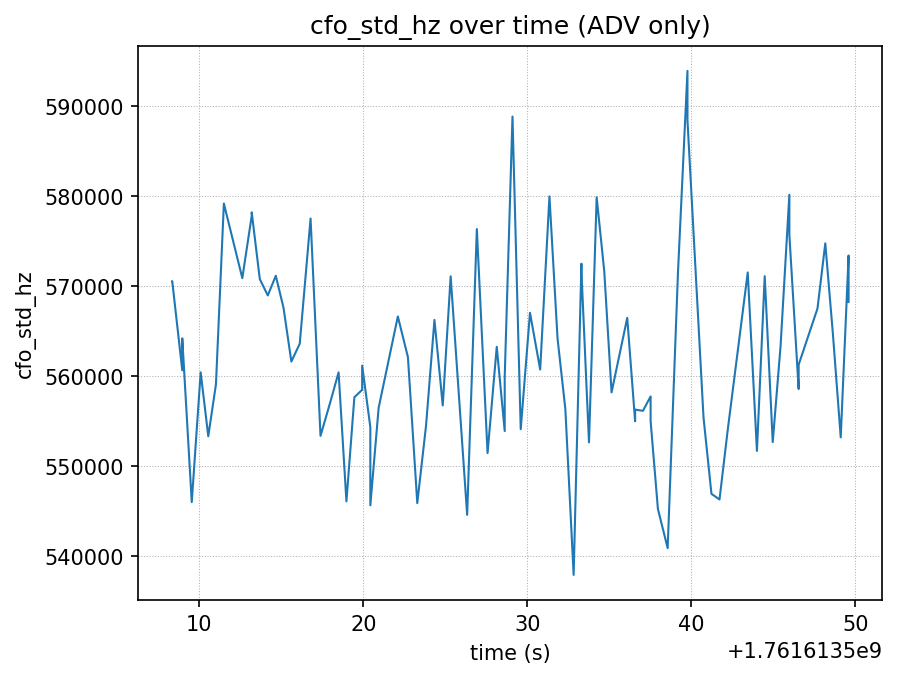 cfo_std_hz over time (ADV only)
590000
580000
570000
560000
550000
540000
cfo_std_hz
10 20 30 40 50
time (s)
+1.7616135e9